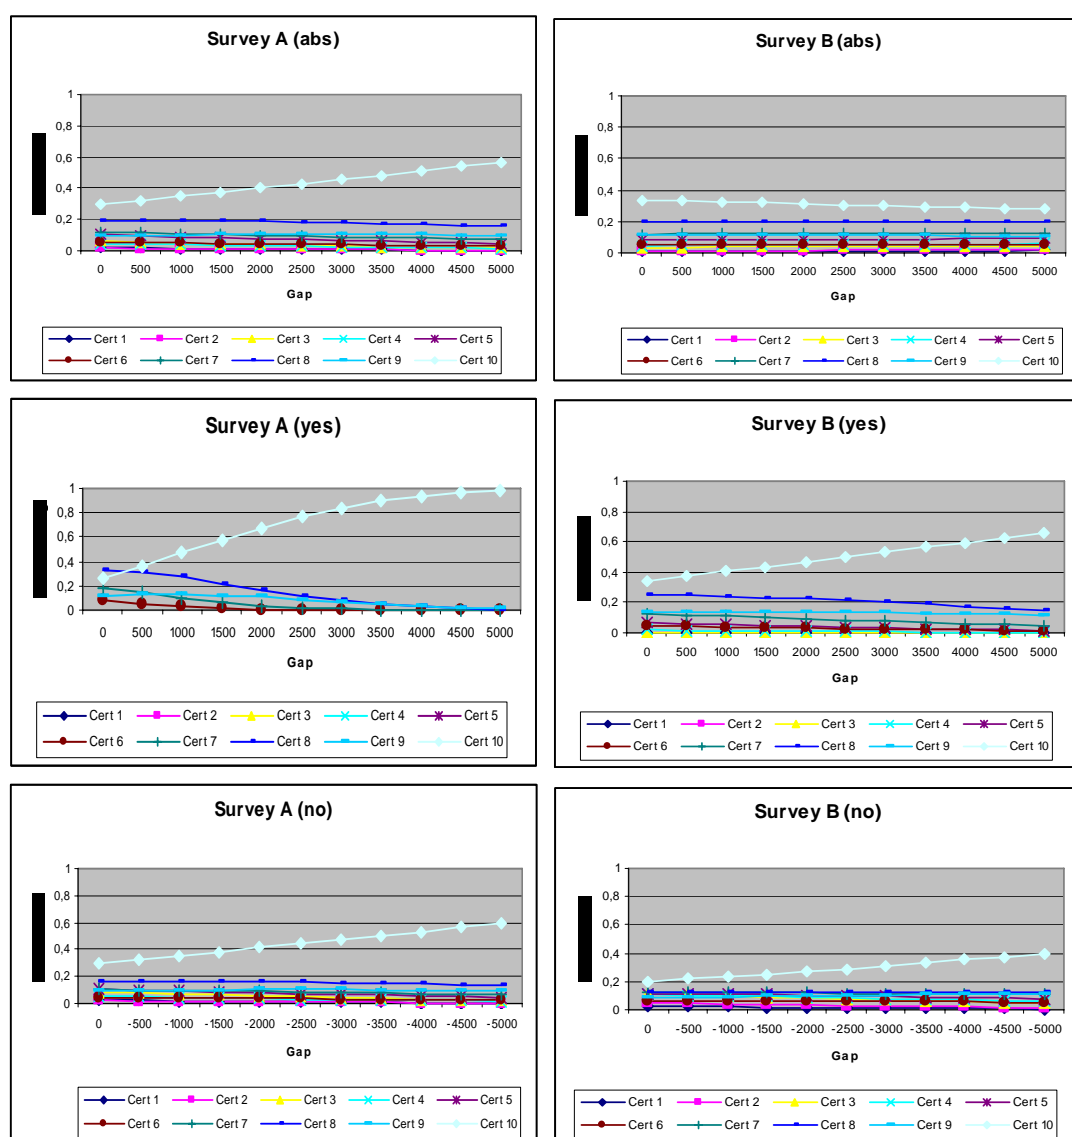 Survey A (abs)
1
0,8
0,6
0,4
0,2
0
0 500 1000 1500 2000 2500 3000 3500 4000 4500 5000
Gap
Cert 1 Cert 2 Cert 3 Cert 4 Cert 5
Cert 6 Cert 7 Cert 8 Cert 9 Cert 10
Survey B (abs)
1
0,8
0,6
0,4
0,2
0
0 500 1000 1500 2000 2500 3000 3500 4000 4500 5000
Gap
Cert 1 Cert 2 Cert 3 Cert 4 Cert 5
Cert 6 Cert 7 Cert 8 Cert 9 Cert 10
Survey A (yes)
1
0,8
0,6
0,4
0,2
0
0 500 1000 1500 2000 2500 3000 3500 4000 4500 5000
Gap
Cert 1 Cert 2 Cert 3 Cert 4 Cert 5
Cert 6 Cert 7 Cert 8 Cert 9 Cert 10
Survey B (yes)
1
0,8
0,6
0,4
0,2
0
0 500 1000 1500 2000 2500 3000 3500 4000 4500 5000
Gap
Cert 1 Cert 2 Cert 3 Cert 4 Cert 5
Cert 6 Cert 7 Cert 8 Cert 9 Cert 10
Survey A (no)
1
0,8
0,6
0,4
0,2
0
0 -500 -1000 -1500 -2000 -2500 -3000 -3500 -4000 -4500 -5000
Gap
Cert 1 Cert 2 Cert 3 Cert 4 Cert 5
Cert 6 Cert 7 Cert 8 Cert 9 Cert 10
Survey B (no)
1
0,8
0,6
0,4
0,2
0
0 -500 -1000 -1500 -2000 -2500 -3000 -3500 -4000 -4500 -5000
Gap
Cert 1 Cert 2 Cert 3 Cert 4 Cert 5
Cert 6 Cert 7 Cert 8 Cert 9 Cert 10